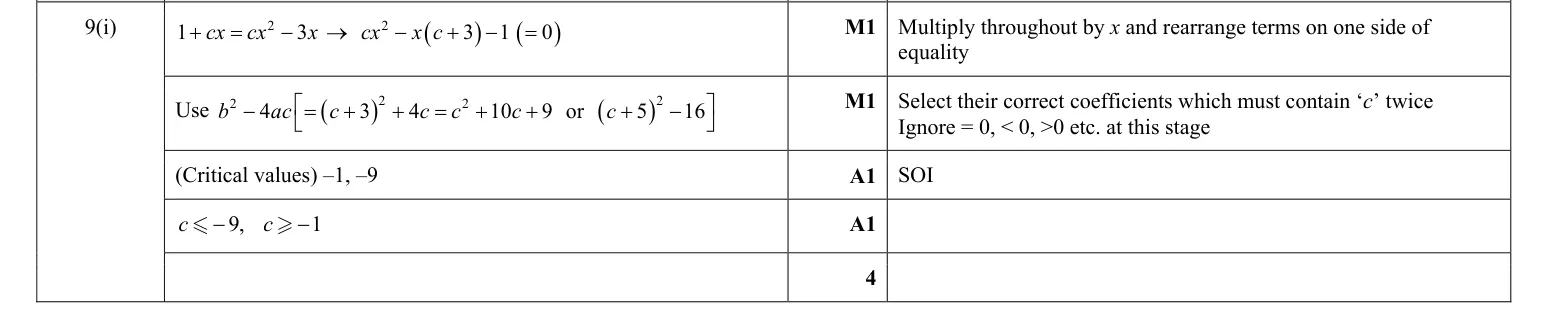 9(i)
1 + cx = cx² − 3x → cx² − x(c + 3) − 1 (= 0)
M1
Multiply throughout by x and rearrange terms on one side of
equality
Use b² − 4ac[= (c + 3)² + 4c = c² + 10c + 9 or (c + 5)² − 16]
M1
Select their correct coefficients which must contain ‘c’ twice
Ignore = 0, < 0, >0 etc. at this stage
(Critical values) –1, –9
A1
SOI
c ⩽ −9, c ⩾ −1
A1
4